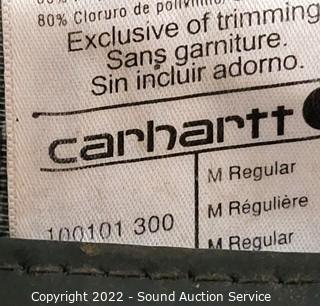 80% Cloruro de polivinilo
Exclusive of trimming
Sans garniture.
Sin incluir adorno.
carhartt
100101 300
M Regular
M Régulière
M Regular
Copyright 2022 - Sound Auction Service